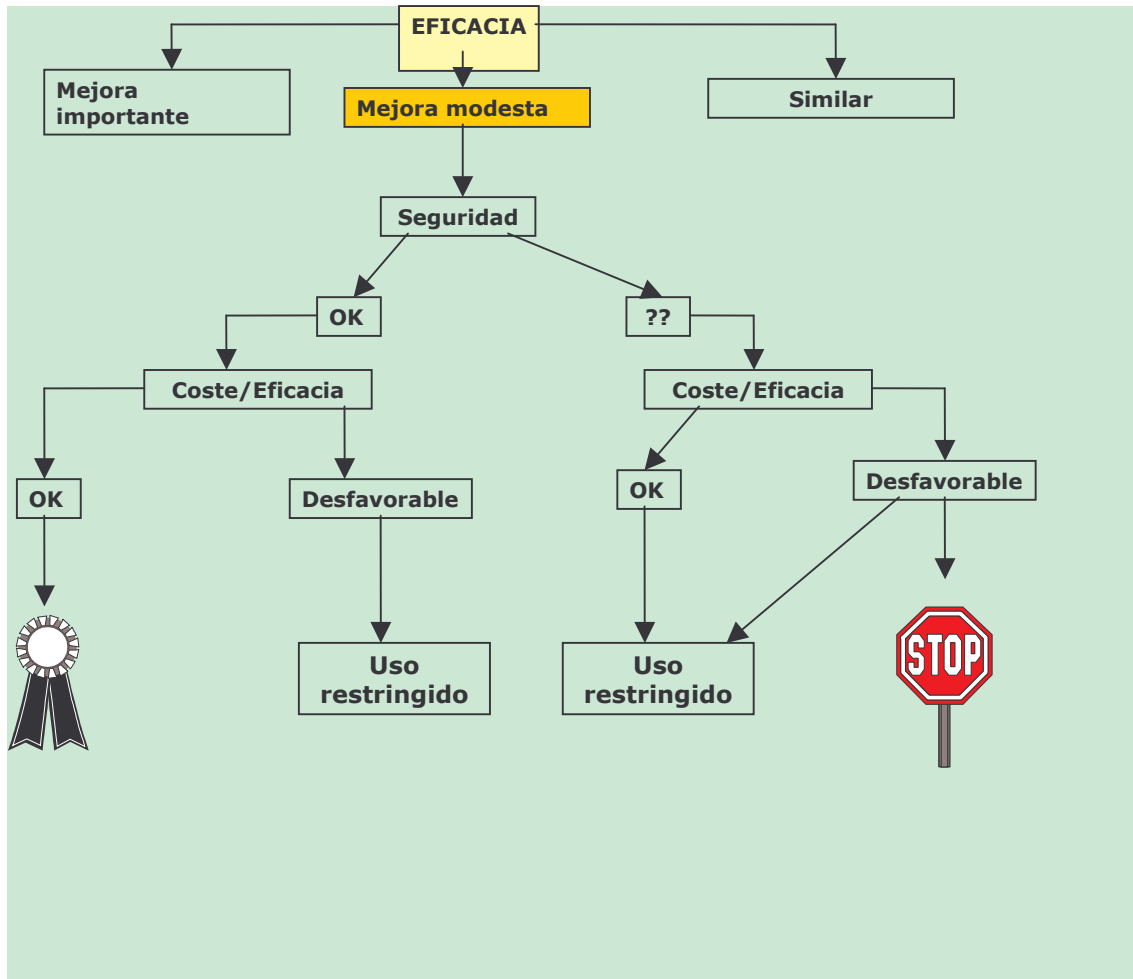 EFICACIA
Mejora
importante
Mejora modesta
Similar
Seguridad
OK
??
Coste/Eficacia
Coste/Eficacia
OK
Desfavorable
OK
Desfavorable
Uso
restringido
Uso
restringido
STOP